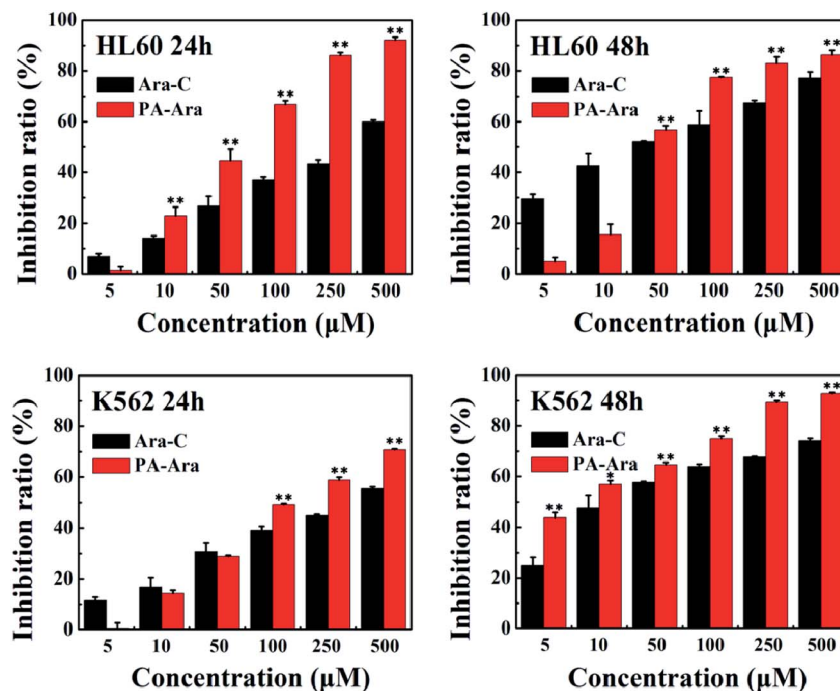 HL60 24h
Ara-C
PA-Ara
Inhibition ratio (%)
100
80
60
40
20
0
** ** ** ** **
5 10 50 100 250 500
Concentration (μM)
HL60 48h
Ara-C
PA-Ara
Inhibition ratio (%)
100
80
60
40
20
0
** ** ** **
5 10 50 100 250 500
Concentration (μM)
K562 24h
Ara-C
PA-Ara
Inhibition ratio (%)
100
80
60
40
20
0
** ** **
5 10 50 100 250 500
Concentration (μM)
K562 48h
Ara-C
PA-Ara
Inhibition ratio (%)
100
80
60
40
20
0
** * ** ** ** **
5 10 50 100 250 500
Concentration (μM)